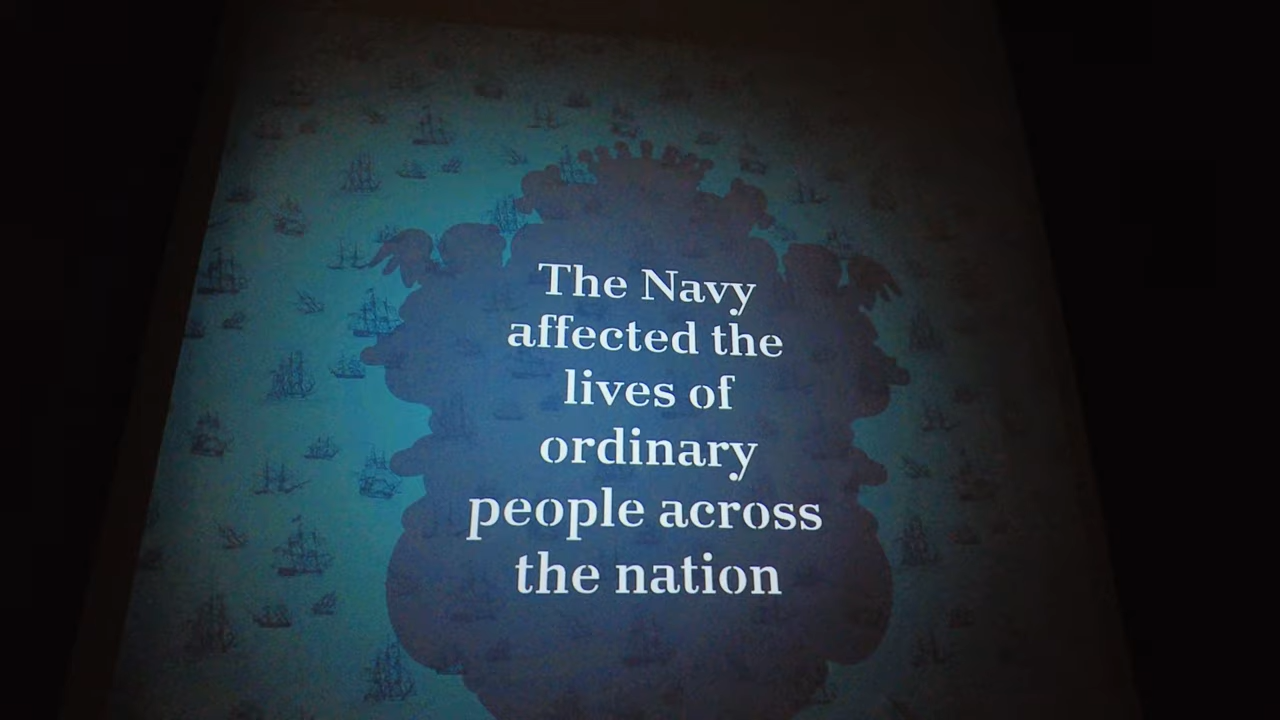 The Navy
affected the
lives of
ordinary
people across
the nation